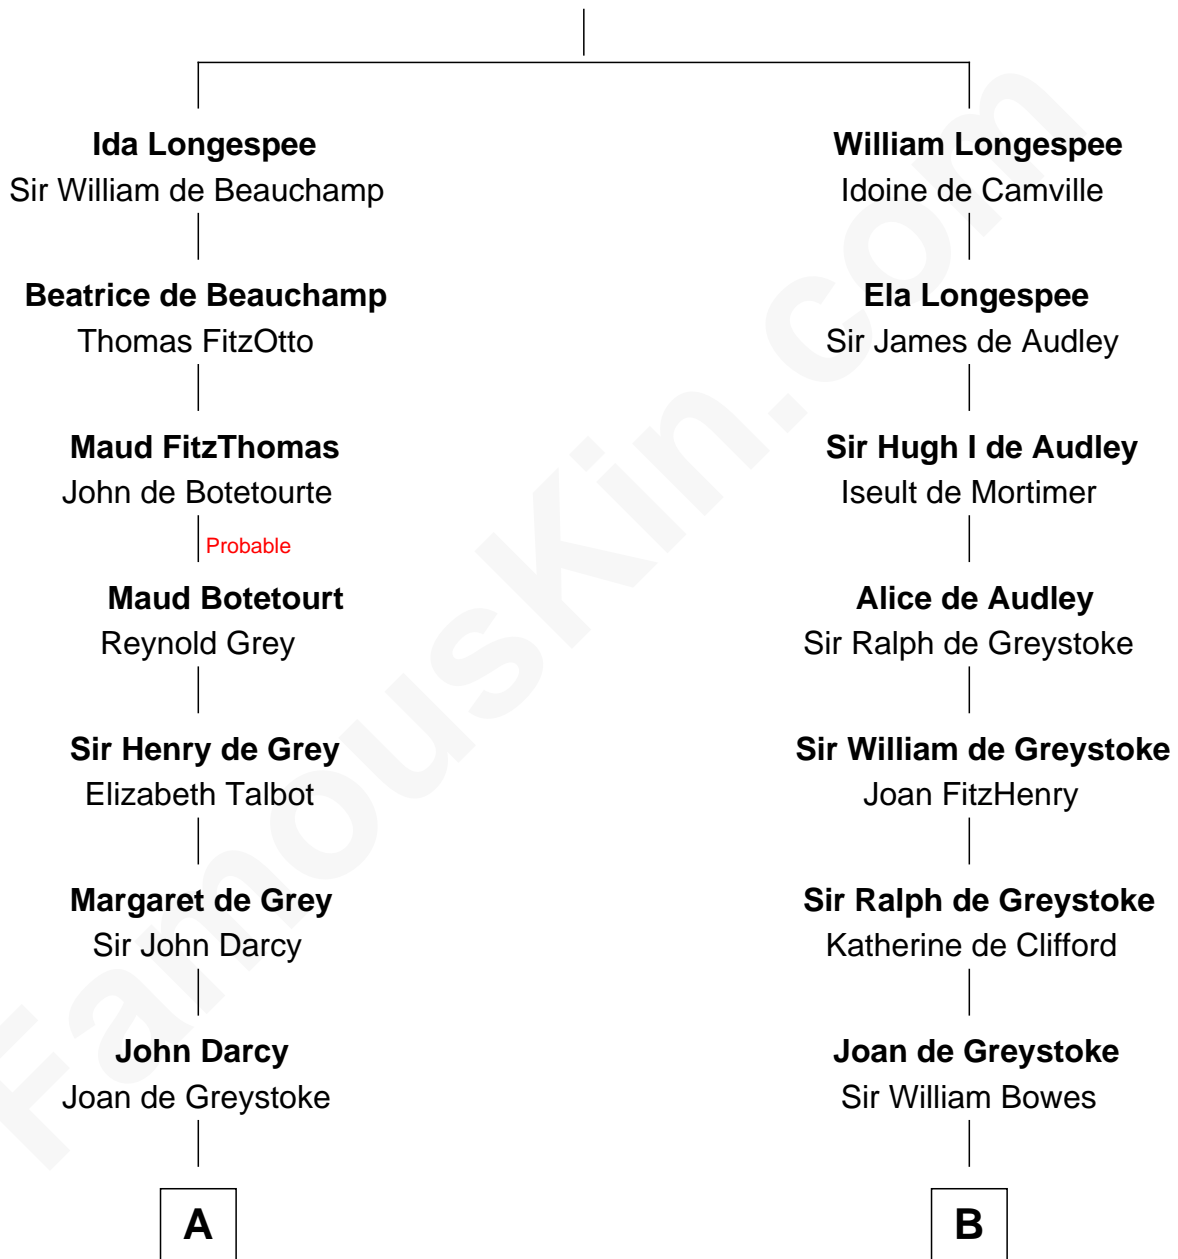 Ida Longespee
Sir William de Beauchamp
Beatrice de Beauchamp
Thomas FitzOtto
Maud FitzThomas
John de Botetourte
Probable
Maud Botetourt
Reynold Grey
Sir Henry de Grey
Elizabeth Talbot
Margaret de Grey
Sir John Darcy
John Darcy
Joan de Greystoke
A
William Longespee
Idoine de Camville
Ela Longespee
Sir James de Audley
Sir Hugh I de Audley
Iseult de Mortimer
Alice de Audley
Sir Ralph de Greystoke
Sir William de Greystoke
Joan FitzHenry
Sir Ralph de Greystoke
Katherine de Clifford
Joan de Greystoke
Sir William Bowes
B
FamousKin.com